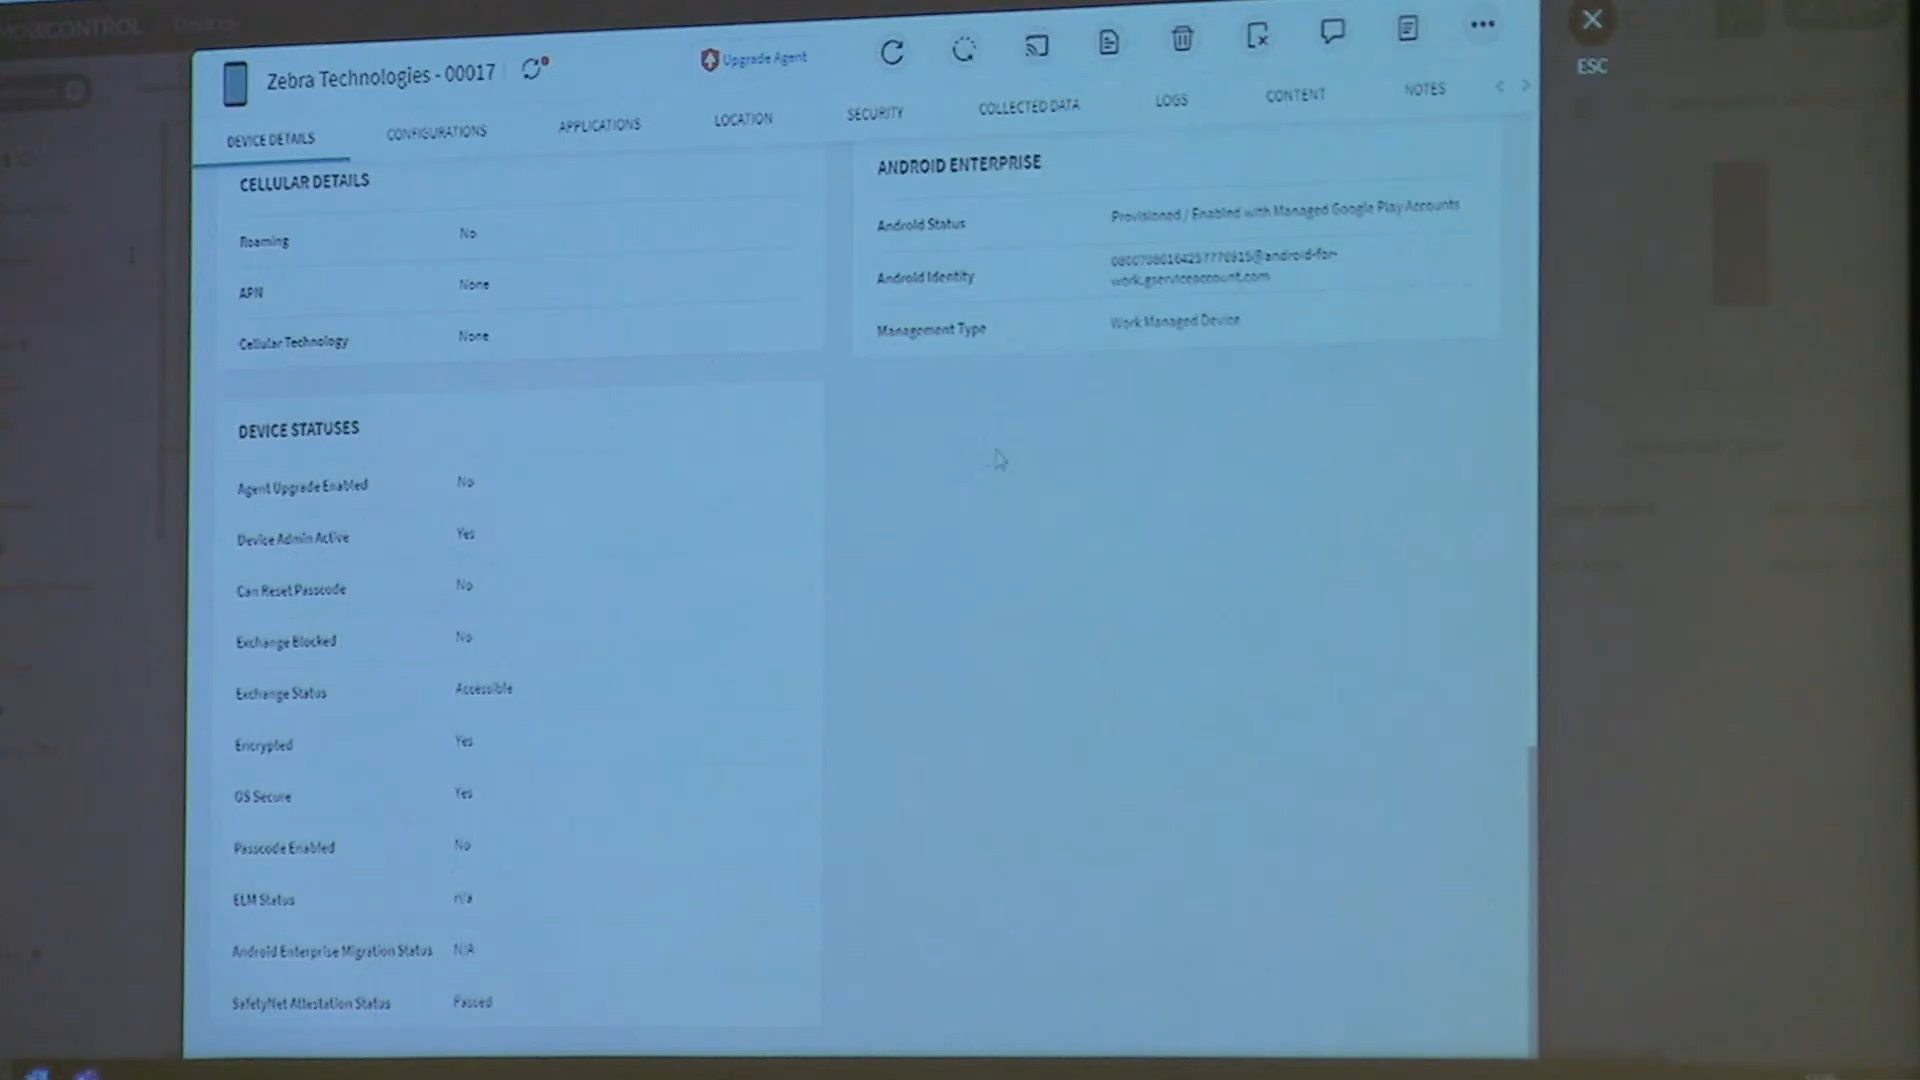 MOBICONTROL
Zebra Technologies - 00017
Upgrade Agent
ESC
DEVICE DETAILS
CONFIGURATIONS
APPLICATIONS
LOCATION
SECURITY
COLLECTED DATA
LOGS
CONTENT
NOTES
CELLULAR DETAILS
Roaming No
APN None
Cellular Technology None
ANDROID ENTERPRISE
Android Status Provisioned / Enabled with Managed Google Play Accounts
Android Identity @android-for-
work.gserviceaccount.com
Management Type Work Managed Device
DEVICE STATUSES
Agent Upgrade Enabled No
Device Admin Active Yes
Can Reset Passcode No
Exchange Blocked No
Exchange Status Accessible
Encrypted Yes
OS Secure Yes
Passcode Enabled No
ELM Status n/a
Android Enterprise Migration Status N/A
SafetyNet Attestation Status Passed